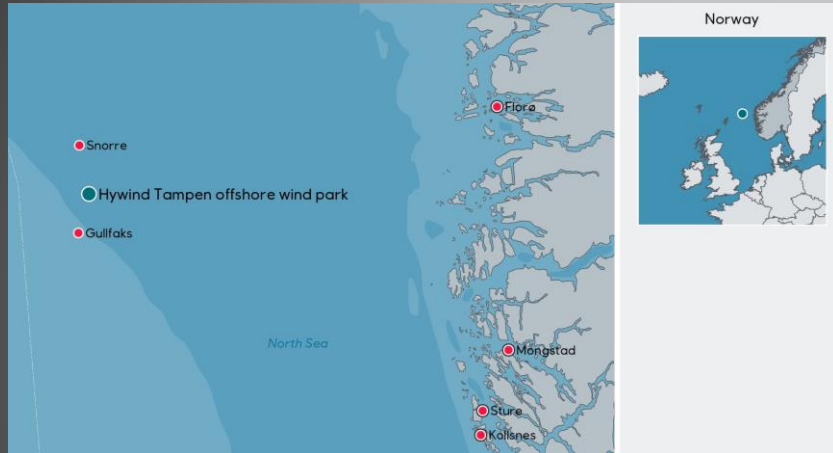 Norway
Florø
Snorre
Hywind Tampen offshore wind park
Gullfaks
North Sea
Mongstad
Sture
Kollsnes